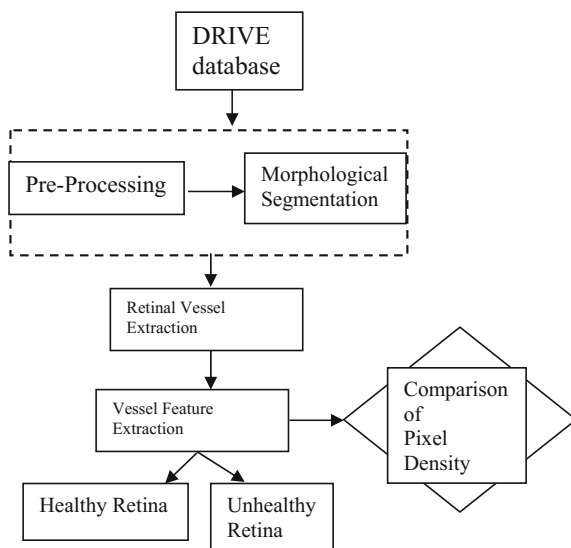 DRIVE
database
Pre-Processing
Morphological
Segmentation
Retinal Vessel
Extraction
Vessel Feature
Extraction
Comparison
of
Pixel
Density
Healthy Retina
Unhealthy
Retina